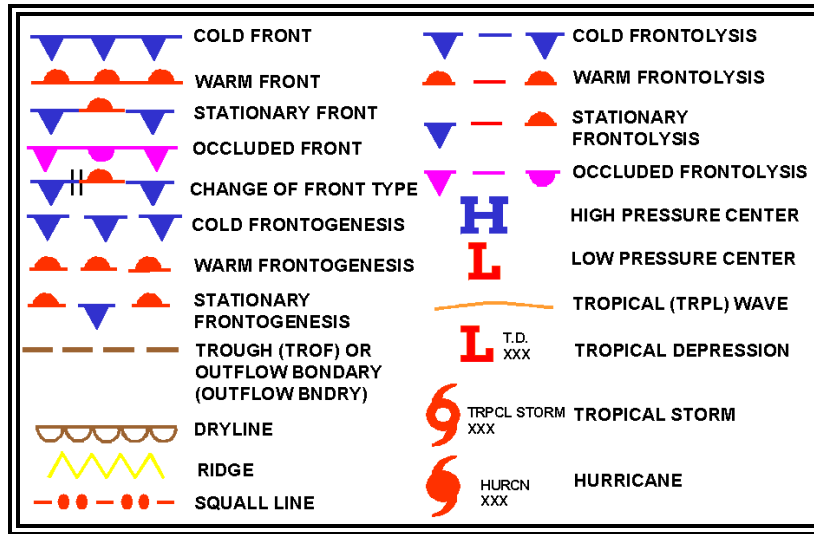 COLD FRONT
WARM FRONT
STATIONARY FRONT
OCCLUDED FRONT
CHANGE OF FRONT TYPE
COLD FRONTOGENESIS
WARM FRONTOGENESIS
STATIONARY
FRONTOGENESIS
TROUGH (TROF) OR
OUTFLOW BONDARY
(OUTFLOW BNDRY)
DRYLINE
RIDGE
SQUALL LINE
COLD FRONTOLYSIS
WARM FRONTOLYSIS
STATIONARY
FRONTOLYSIS
OCCLUDED FRONTOLYSIS
H HIGH PRESSURE CENTER
L LOW PRESSURE CENTER
TROPICAL (TRPL) WAVE
L T.D.
XXX
TROPICAL DEPRESSION
TRPCL STORM
XXX
TROPICAL STORM
HURCN
XXX
HURRICANE